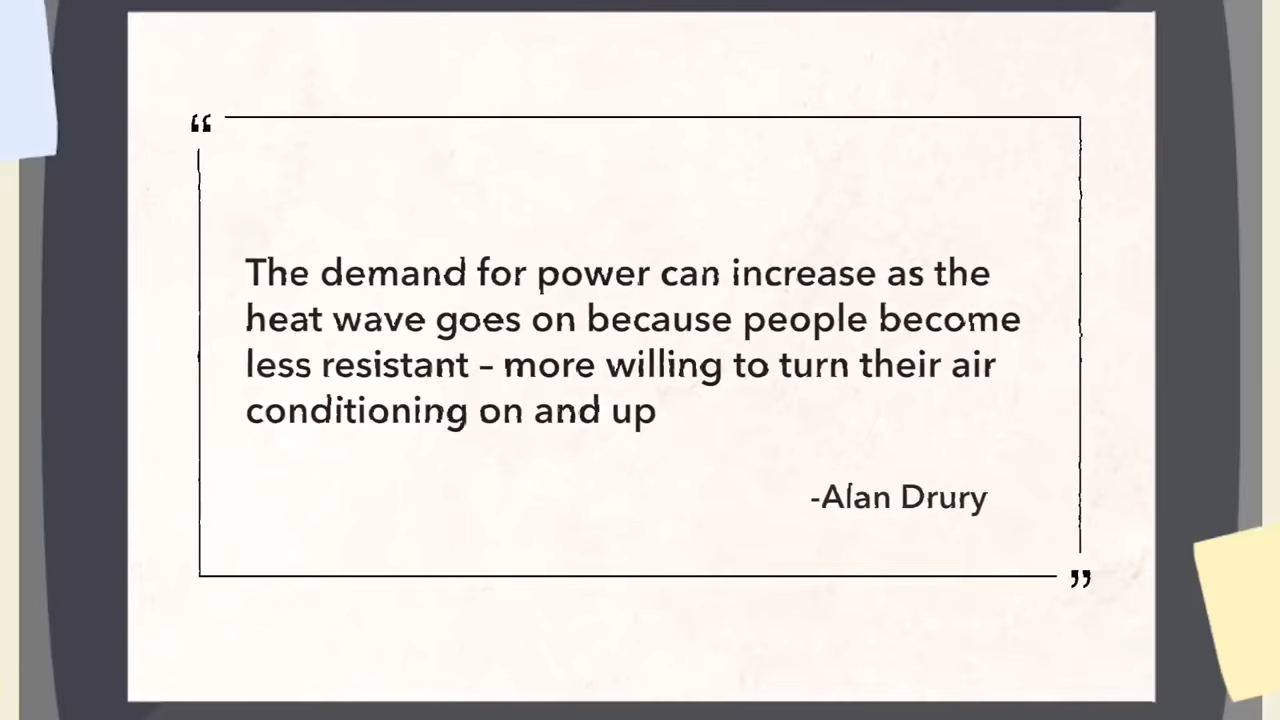 “
The demand for power can increase as the
heat wave goes on because people become
less resistant – more willing to turn their air
conditioning on and up
-Alan Drury
”